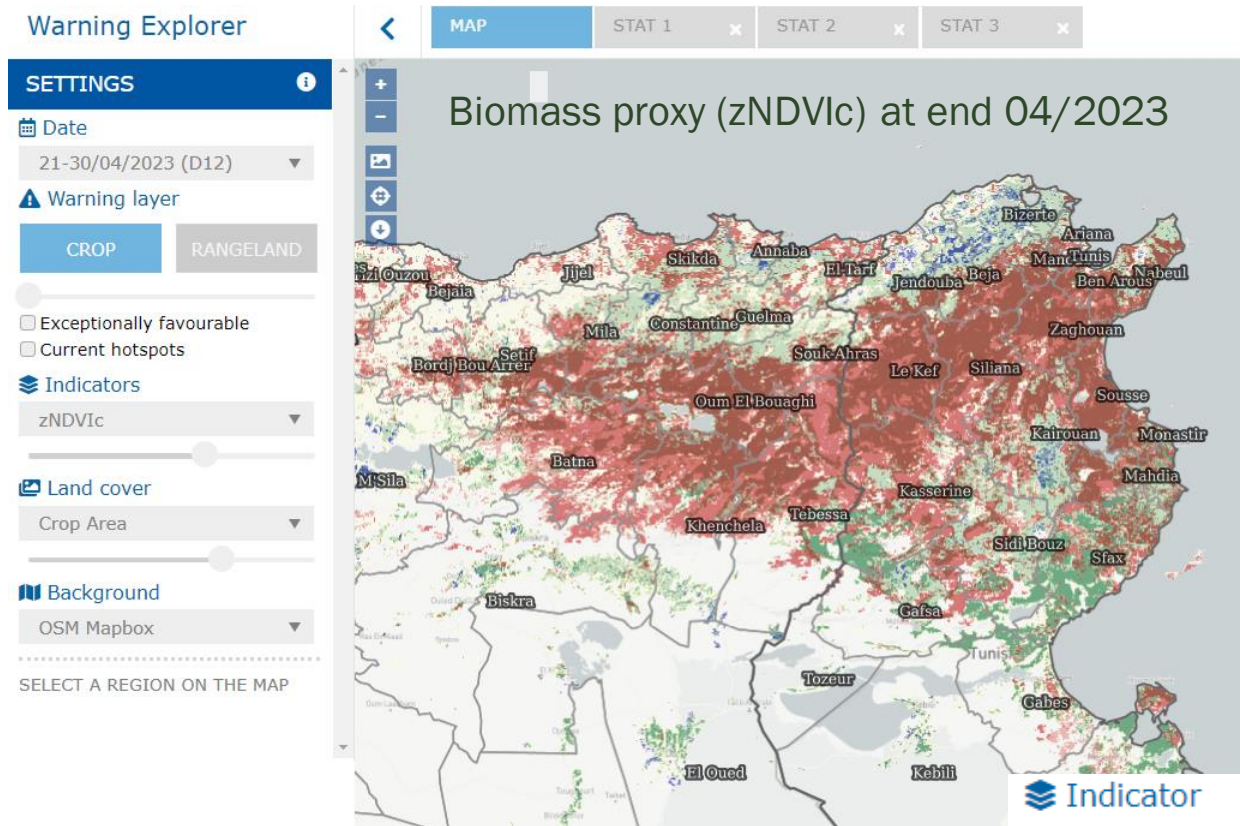 Warning Explorer
MAP
STAT 1
STAT 2
STAT 3
SETTINGS
Date
21-30/04/2023 (D12)
Warning layer
CROP
RANGELAND
Exceptionally favourable
Current hotspots
Indicators
zNDVIc
Land cover
Crop Area
Background
OSM Mapbox
SELECT A REGION ON THE MAP
Biomass proxy (zNDVIc) at end 04/2023
Bizerte
Ariana
Tunis
Skikda
Annaba
El-Tarf
Jijel
Jendouba
Beja
Nabeul
Ben Arous
Bejaia
Mila
Constantine
Guelma
Zaghouan
Setif
Bordj Bou Arrer
Souk-Ahras
Le Kef
Siliana
Oum El Bouaghi
Sousse
Kairouan
Monastir
Batna
M'Sila
Kasserine
Mahdia
Khenchela
Tebessa
Sidi Bouz
Sfax
Biskra
Gafsa
Tunis
Tozeur
Gabes
El Oued
Kebili
Indicator